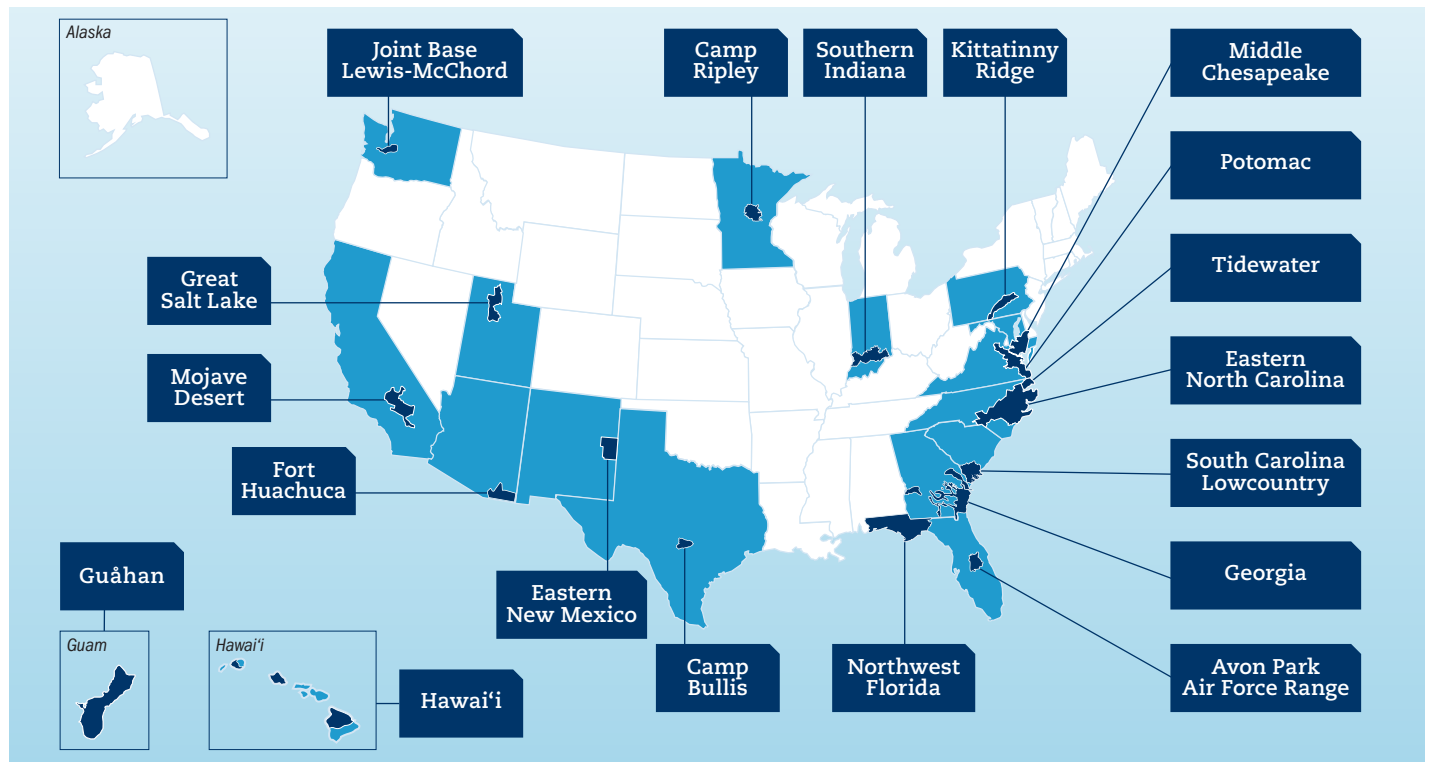 Alaska
Joint Base
Lewis-McChord
Camp
Ripley
Southern
Indiana
Kittatinny
Ridge
Middle
Chesapeake
Potomac
Tidewater
Great
Salt Lake
Eastern
North Carolina
Mojave
Desert
Fort
Huachuca
South Carolina
Lowcountry
Guåhan
Georgia
Eastern
New Mexico
Guam
Hawai‘i
Hawai‘i
Camp
Bullis
Northwest
Florida
Avon Park
Air Force Range